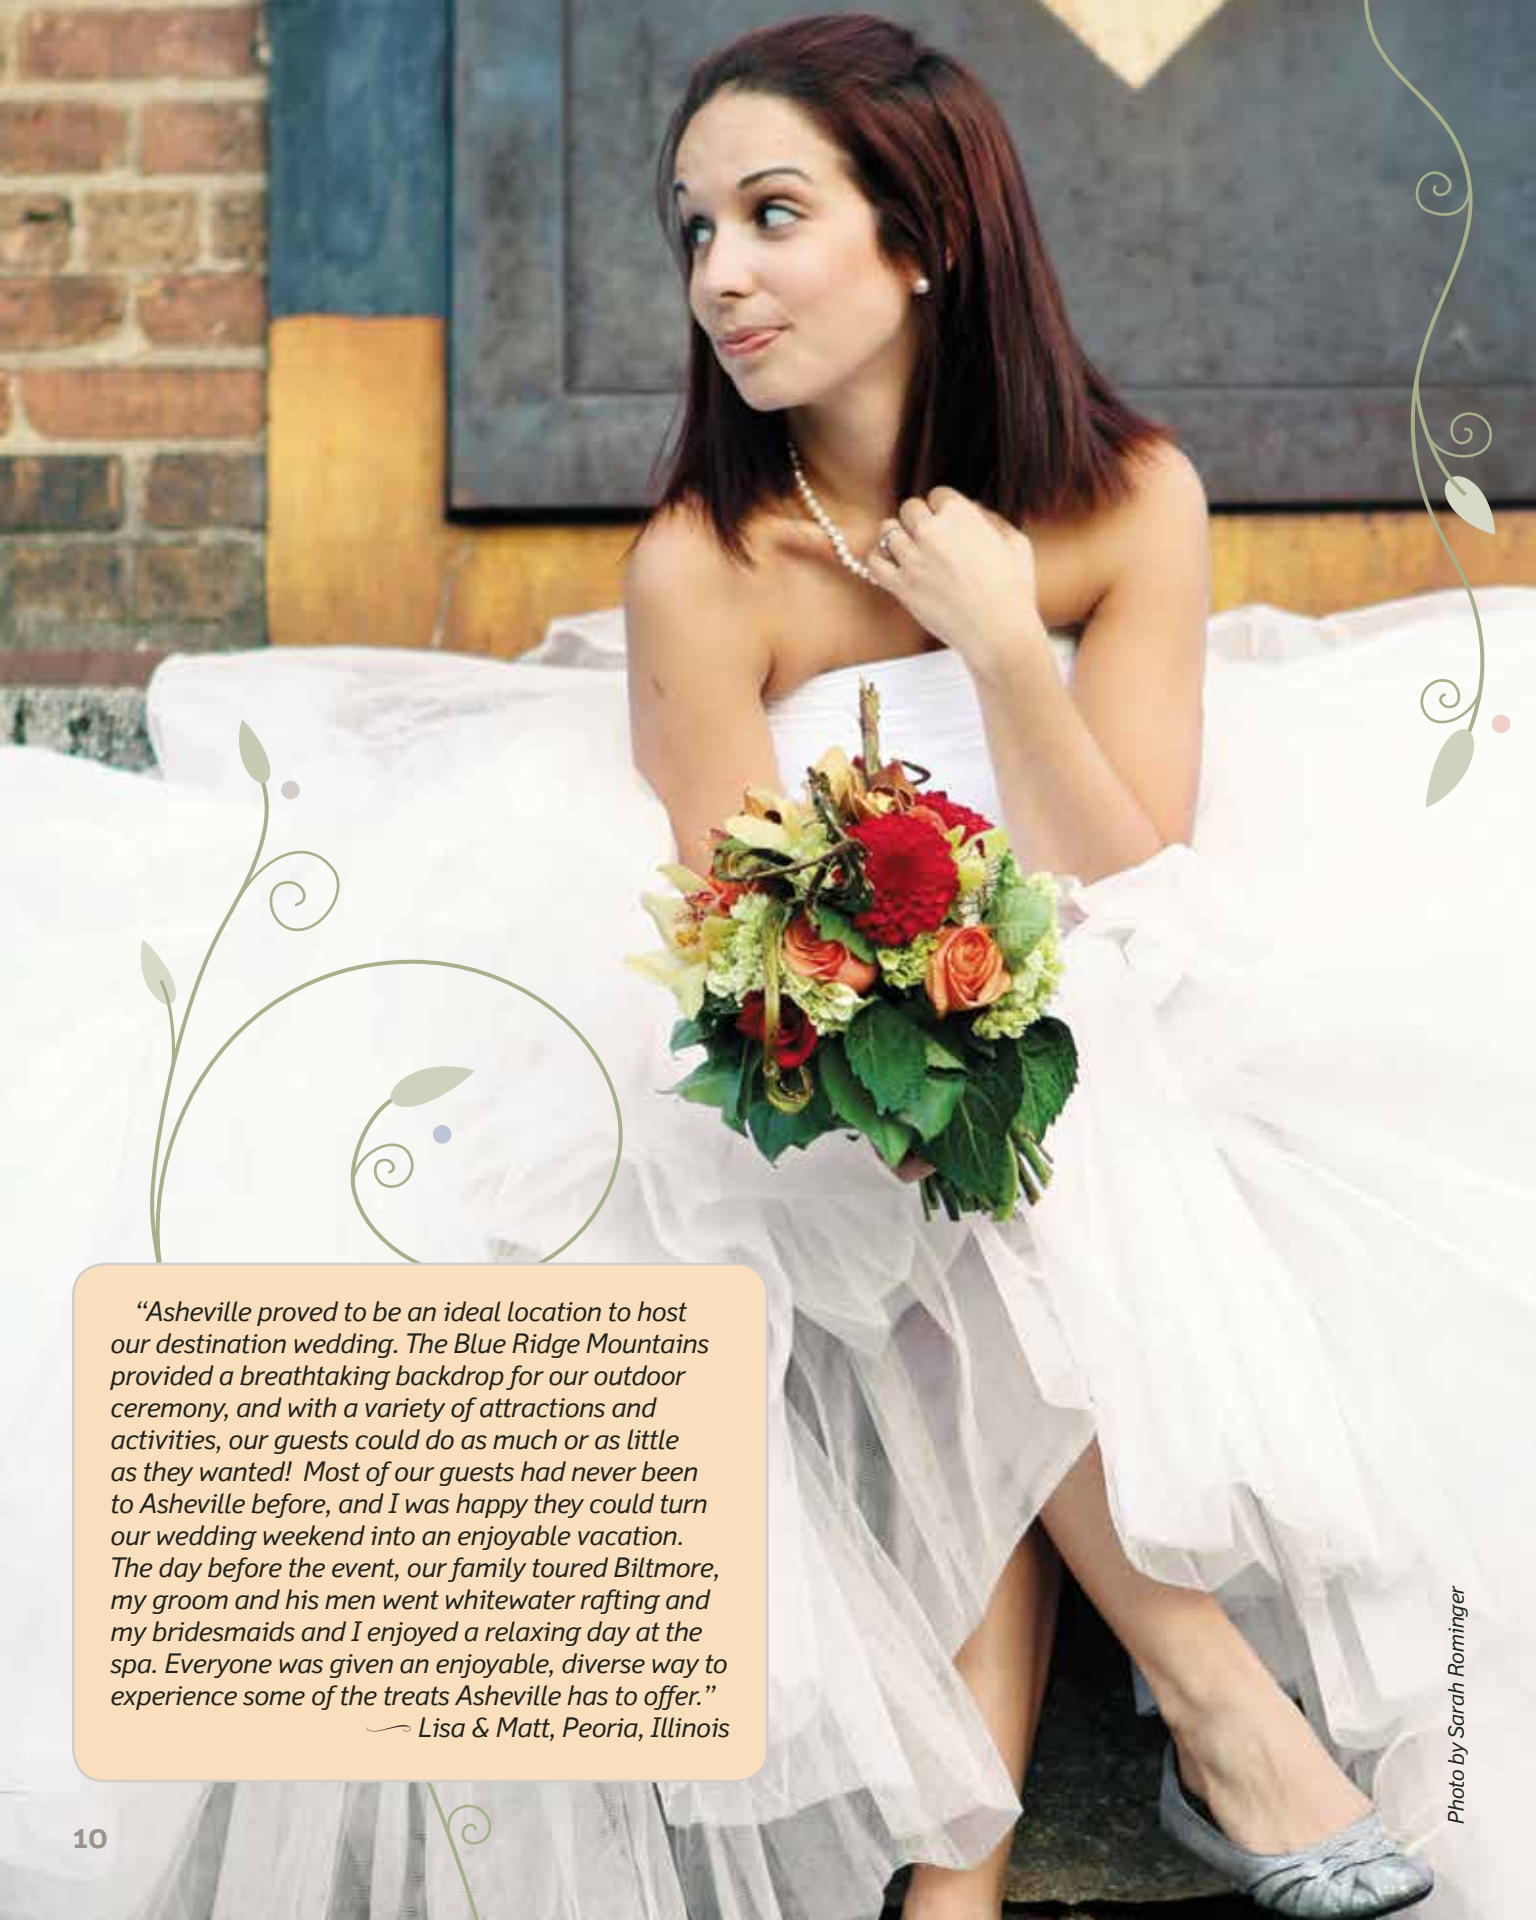 “Asheville proved to be an ideal location to host
our destination wedding. The Blue Ridge Mountains
provided a breathtaking backdrop for our outdoor
ceremony, and with a variety of attractions and
activities, our guests could do as much or as little
as they wanted!  Most of our guests had never been
to Asheville before, and I was happy they could turn
our wedding weekend into an enjoyable vacation.
The day before the event, our family toured Biltmore,
my groom and his men went whitewater rafting and
my bridesmaids and I enjoyed a relaxing day at the
spa. Everyone was given an enjoyable, diverse way to
experience some of the treats Asheville has to offer.”
— Lisa & Matt, Peoria, Illinois
Photo by Sarah Rominger
10